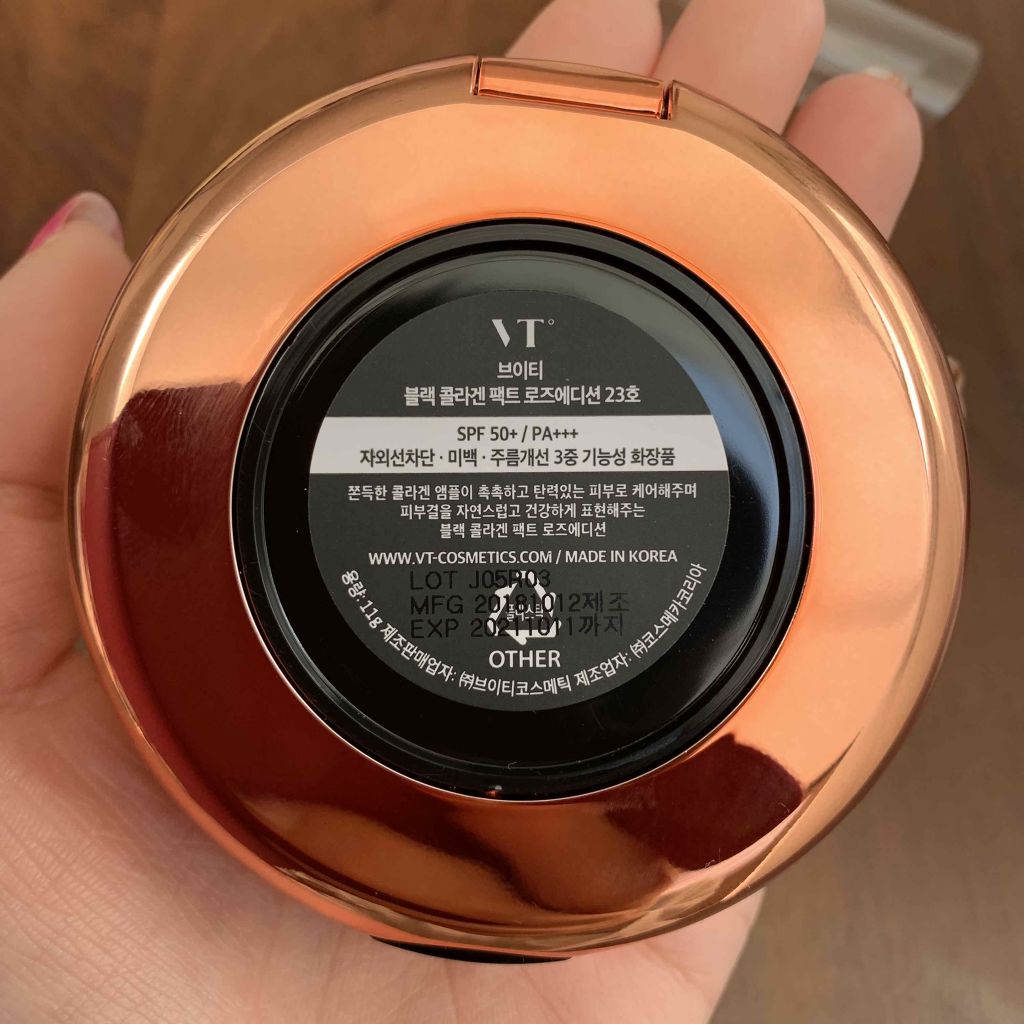 VT°
브이티
블랙 콜라겐 팩트 로즈에디션 23호
SPF 50+ / PA+++
자외선차단 · 미백 · 주름개선 3중 기능성 화장품
쫀득한 콜라겐 앰플이 촉촉하고 탄력있는 피부로 케어해주며
피부결을 자연스럽고 건강하게 표현해주는
블랙 콜라겐 팩트 로즈에디션
WWW.VT-COSMETICS.COM / MADE IN KOREA
LOT J05R03
MFG 20181012제조
플라스틱
EXP 20211011까지
OTHER
용량: 11g 제조판매업자: ㈜브이티코스메틱 제조업자: ㈜코스메카코리아